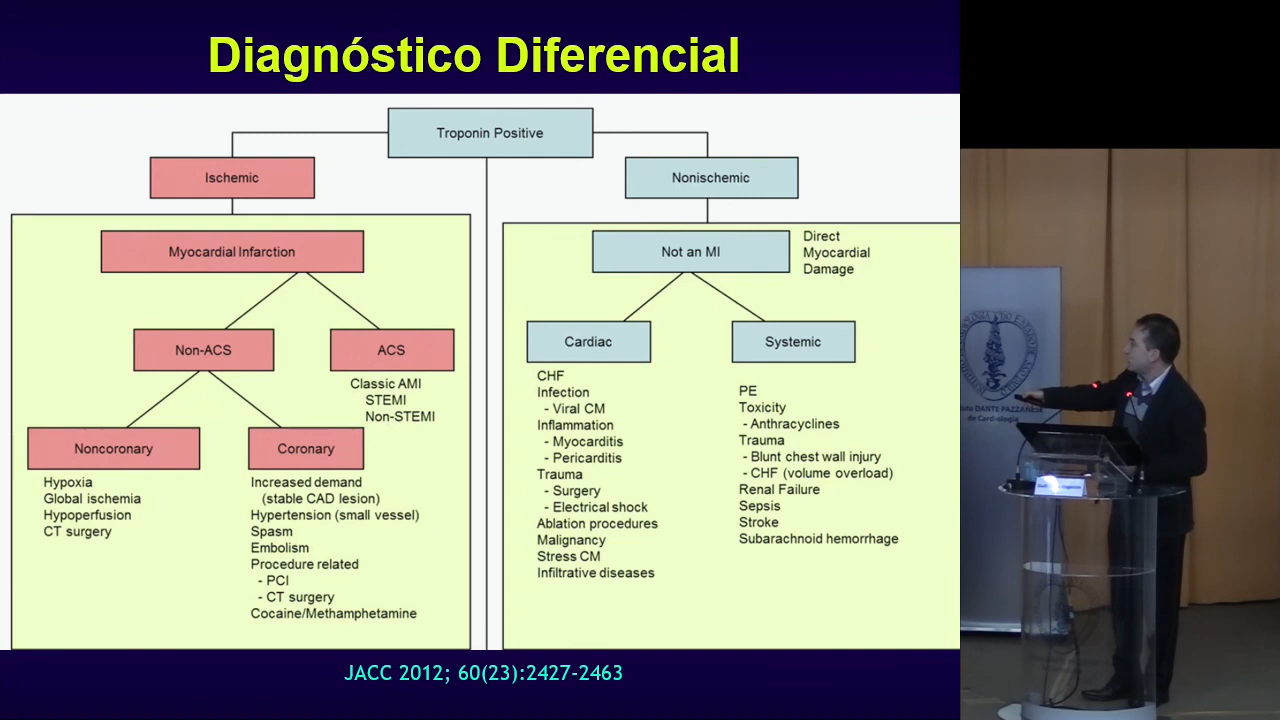 Diagnóstico Diferencial
Troponin Positive
Ischemic
Nonischemic
Myocardial Infarction
Not an MI
Direct
Myocardial
Damage
Non-ACS
ACS
Cardiac
Systemic
Classic AMI
STEMI
Non-STEMI
Noncoronary
Coronary
Hypoxia
Global ischemia
Hypoperfusion
CT surgery
Increased demand
(stable CAD lesion)
Hypertension (small vessel)
Spasm
Embolism
Procedure related
- PCI
- CT surgery
Cocaine/Methamphetamine
CHF
Infection
- Viral CM
Inflammation
- Myocarditis
- Pericarditis
Trauma
- Surgery
- Electrical shock
Ablation procedures
Malignancy
Stress CM
Infiltrative diseases
PE
Toxicity
- Anthracyclines
Trauma
- Blunt chest wall injury
- CHF (volume overload)
Renal Failure
Sepsis
Stroke
Subarachnoid hemorrhage
JACC 2012; 60(23):2427-2463
DANTE PAZZANESE
de Cardiologia